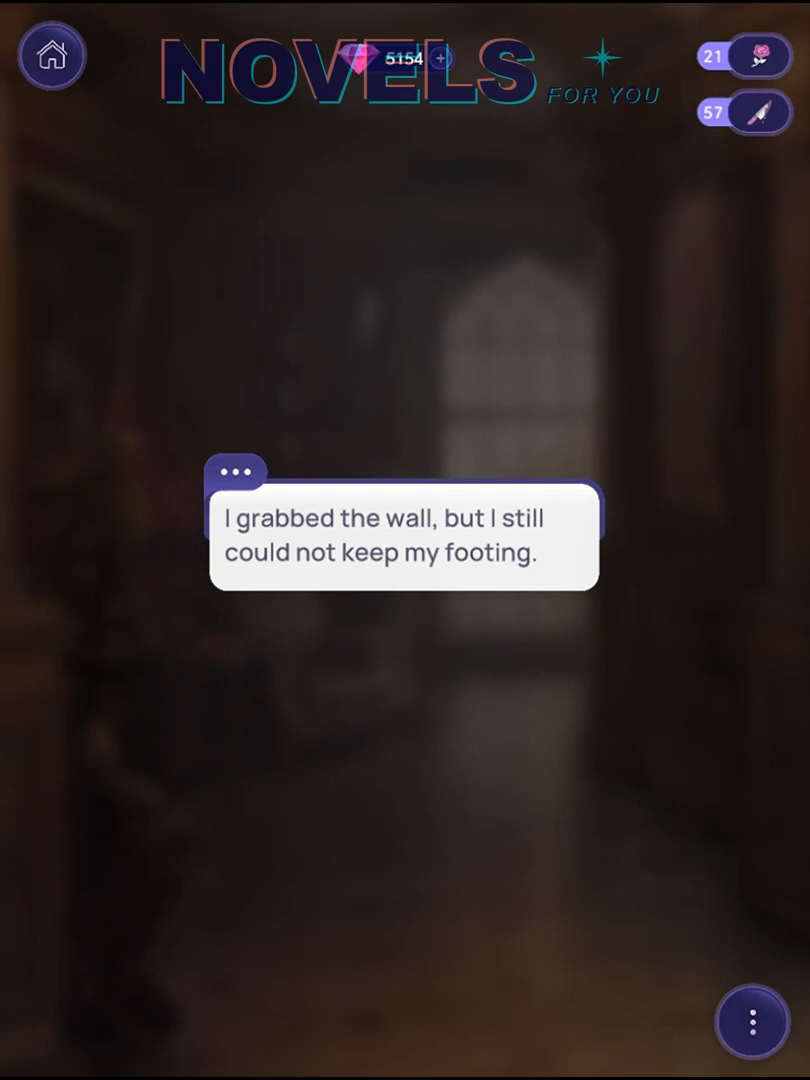 NOVELS
FOR YOU
5154 +
21
57
I grabbed the wall, but I still
could not keep my footing.